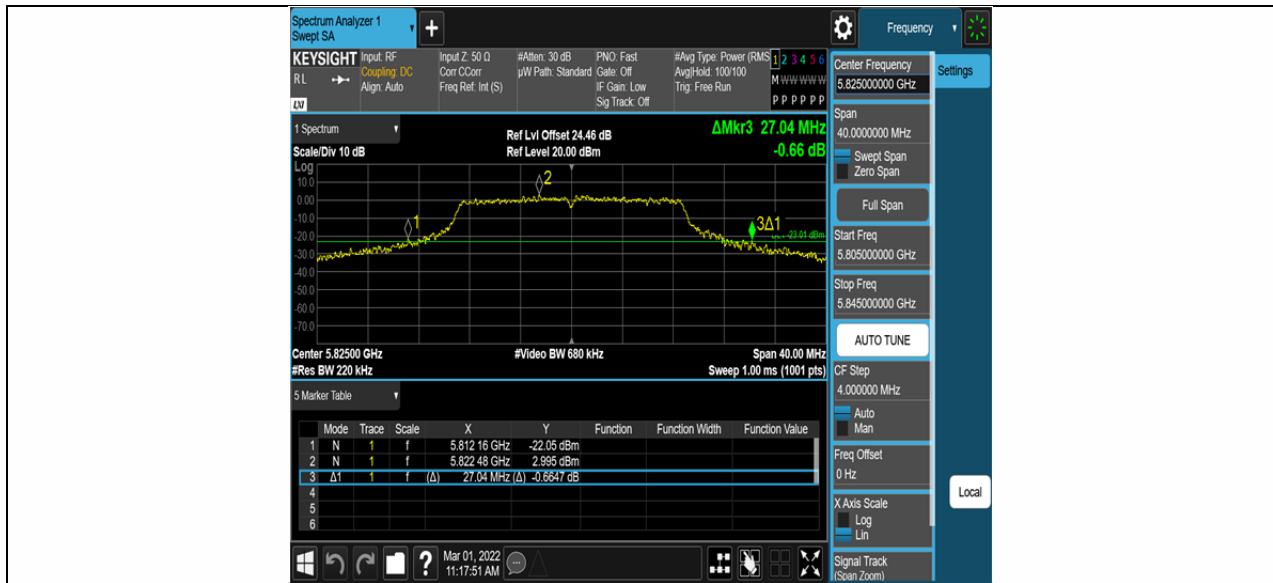 Spectrum Analyzer 1
Swept SA
+
Frequency
KEYSIGHT
RL
LXI
Input: RF
Coupling: DC
Align: Auto
Input Z: 50 Ω
Corr CCorr
Freq Ref: Int (S)
#Atten: 30 dB
µW Path: Standard
PNO: Fast
Gate: Off
IF Gain: Low
Sig Track: Off
#Avg Type: Power (RMS
Avg|Hold: 100/100
Trig: Free Run
1 2 3 4 5 6
M W W W W W
P P P P P P
1 Spectrum
Scale/Div 10 dB
Ref Lvl Offset 24.46 dB
Ref Level 20.00 dBm
ΔMkr3 27.04 MHz
-0.66 dB
Log
10.0
0.00
-10.0
-20.0
-30.0
-40.0
-50.0
-60.0
-70.0
1
2
3Δ1
-23.01 dBm
Center 5.82500 GHz
#Res BW 220 kHz
#Video BW 680 kHz
Span 40.00 MHz
Sweep 1.00 ms (1001 pts)
5 Marker Table
Mode Trace Scale X Y Function Function Width Function Value
1 N 1 f 5.812 16 GHz -22.05 dBm
2 N 1 f 5.822 48 GHz 2.995 dBm
3 Δ1 1 f (Δ) 27.04 MHz (Δ) -0.6647 dB
4
5
6
Mar 01, 2022
11:17:51 AM
?
Center Frequency
5.825000000 GHz
Span
40.0000000 MHz
Swept Span
Zero Span
Full Span
Start Freq
5.805000000 GHz
Stop Freq
5.845000000 GHz
AUTO TUNE
CF Step
4.000000 MHz
Auto
Man
Freq Offset
0 Hz
X Axis Scale
Log
Lin
Signal Track
(Span Zoom)
Settings
Local